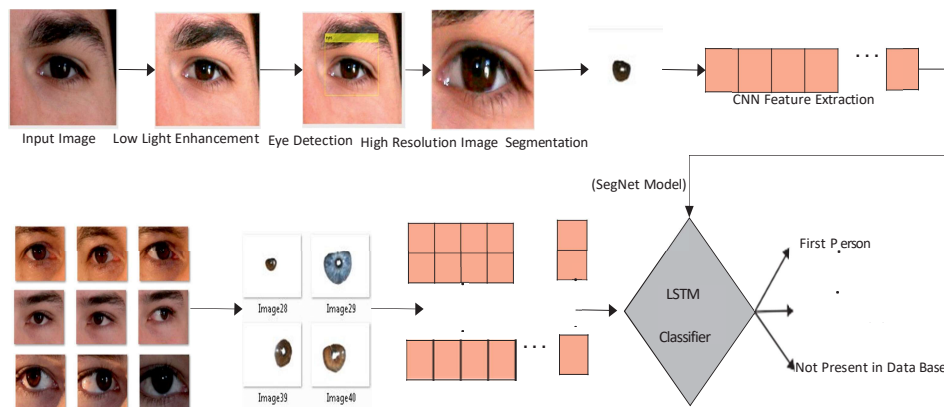 Input Image
Low Light Enhancement
Eye Detection
High Resolution Image
Segmentation
CNN Feature Extraction
(SegNet Model)
Image28
Image29
Image39
Image40
LSTM
Classifier
First Person
Not Present in Data Base